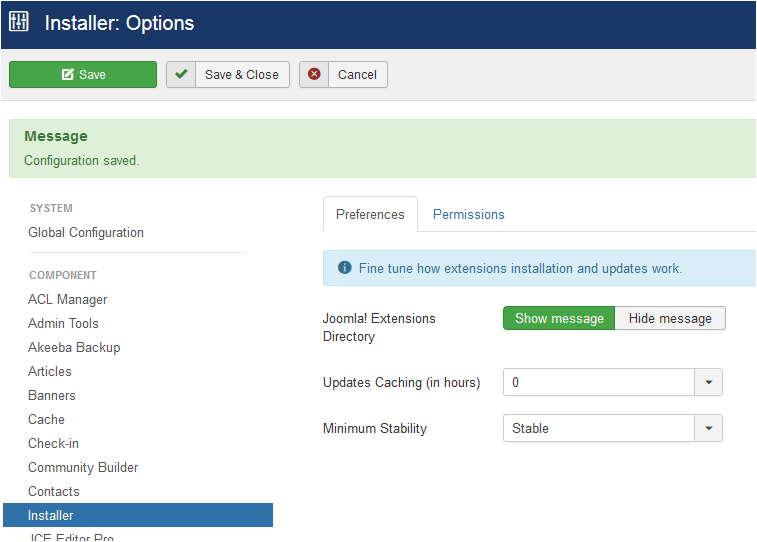 Installer: Options
Save
Save & Close
Cancel
Message
Configuration saved.
SYSTEM
Global Configuration
COMPONENT
ACL Manager
Admin Tools
Akeeba Backup
Articles
Banners
Cache
Check-in
Community Builder
Contacts
Installer
JCE Editor Pro
Preferences
Permissions
Fine tune how extensions installation and updates work.
Joomla! Extensions
Directory
Show message
Hide message
Updates Caching (in hours)
0
Minimum Stability
Stable